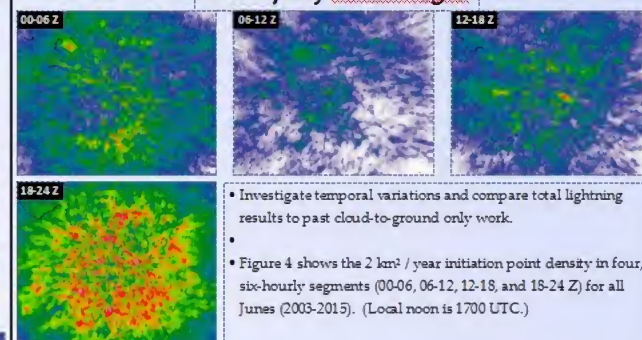 00-06 Z
06-12 Z
12-18 Z
18-24 Z
• Investigate temporal variations and compare total lightning
results to past cloud-to-ground only work.
•
• Figure 4 shows the 2 km² / year initiation point density in four,
six-hourly segments (00-06, 06-12, 12-18, and 18-24 Z) for all
Junes (2003-2015). (Local noon is 1700 UTC.)